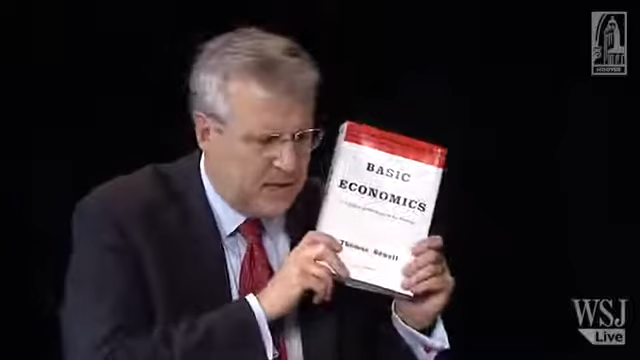 HOOVER
BASIC
ECONOMICS
Thomas Sowell
WSJ
Live